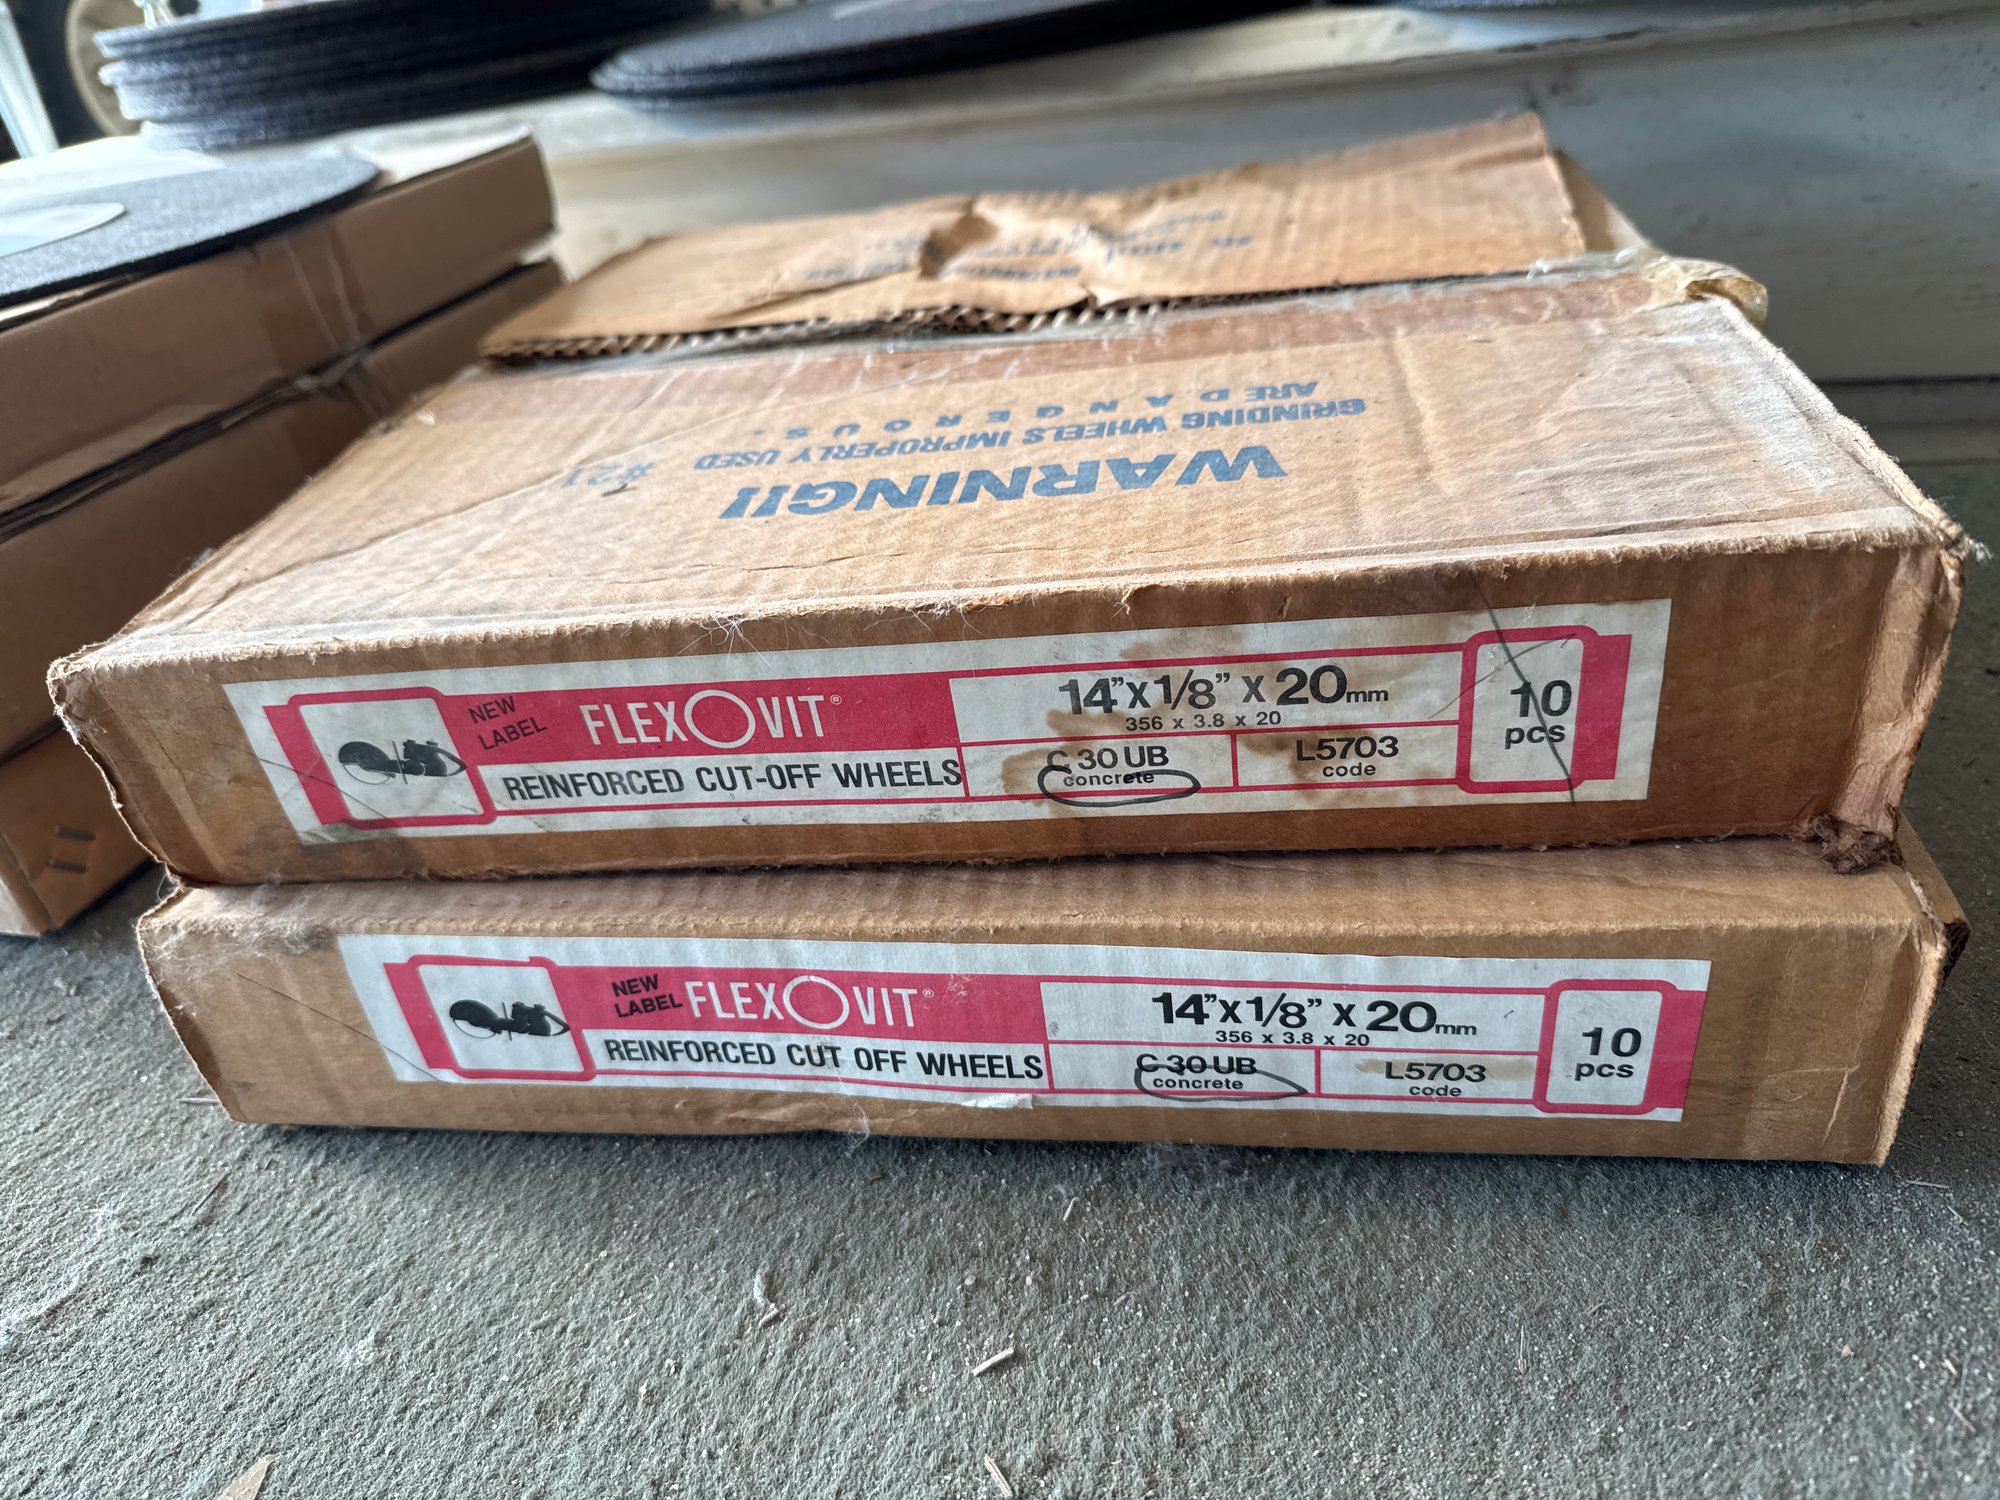 WARNING!!
GRINDING WHEELS IMPROPERLY USED
ARE DANGEROUS.
#21
NEW
LABEL
FLEXOVIT®
REINFORCED CUT-OFF WHEELS
14”x1/8” x 20mm
356 x 3.8 x 20
C 30 UB
concrete
L5703
code
10
pcs
NEW
LABEL
FLEXOVIT®
REINFORCED CUT OFF WHEELS
14”x1/8” x 20mm
356 x 3.8 x 20
C 30 UB
concrete
L5703
code
10
pcs